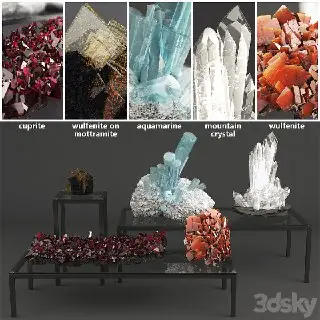 cuprite
wulfenite on mottramite
aquamarine
mountain crystal
wulfenite
3dsky